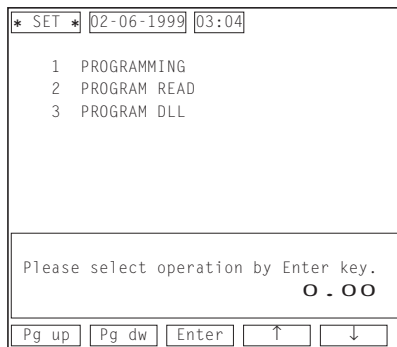 * SET * 02-06-1999 03:04
1 PROGRAMMING
2 PROGRAM READ
3 PROGRAM DLL
Please select operation by Enter key.
0.00
Pg up Pg dw Enter ↑ ↓